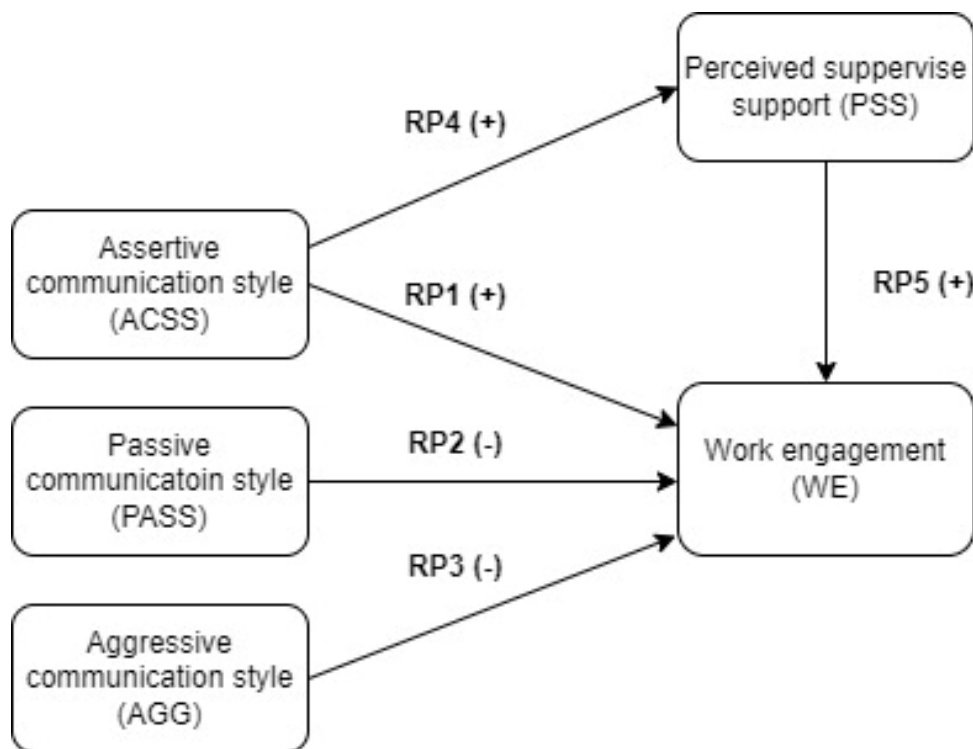 Perceived suppervise
support (PSS)
RP4 (+)
Assertive
communication style
(ACSS)
RP1 (+)
RP5 (+)
Passive
communicatoin style
(PASS)
RP2 (-)
Work engagement
(WE)
RP3 (-)
Aggressive
communication style
(AGG)